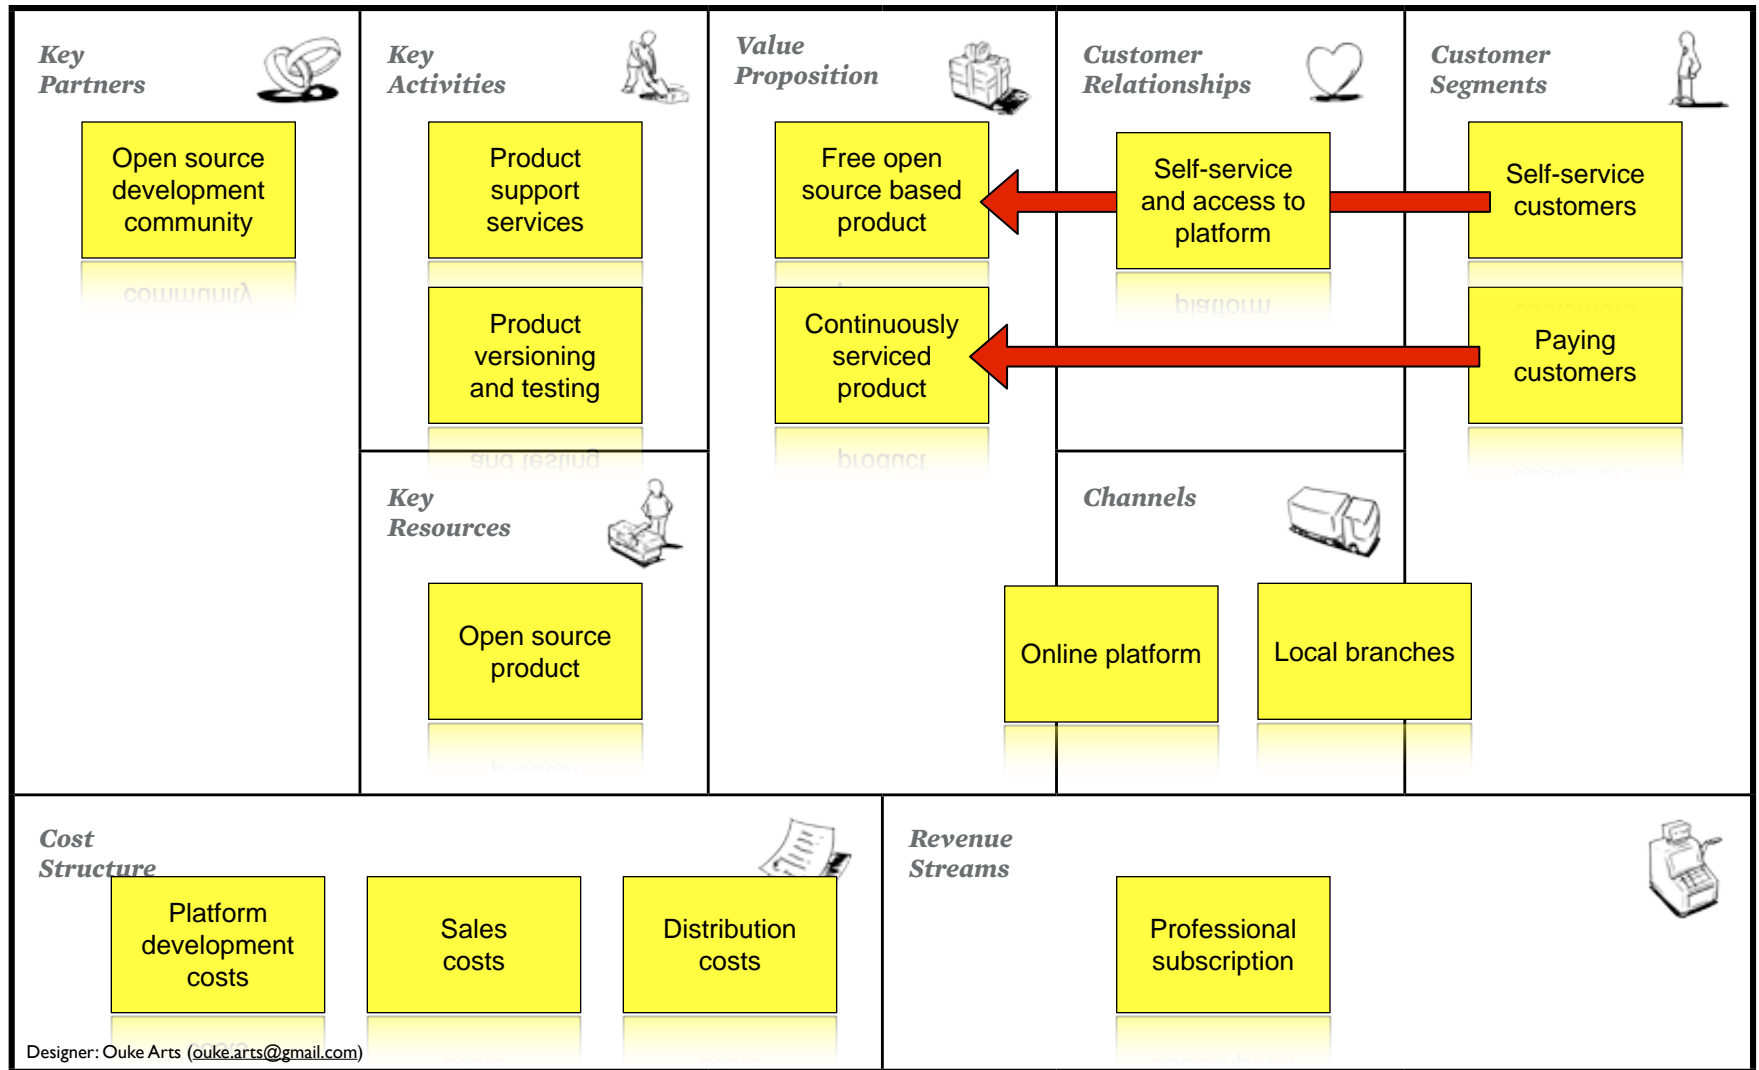 Key
Partners
Open source
development
community
Key
Activities
Product
support
services
Product
versioning
and testing
Key
Resources
Open source
product
Value
Proposition
Free open
source based
product
Continuously
serviced
product
Customer
Relationships
Self-service
and access to
platform
Channels
Online platform
Local branches
Customer
Segments
Self-service
customers
Paying
customers
Cost
Structure
Platform
development
costs
Sales
costs
Distribution
costs
Revenue
Streams
Professional
subscription
Designer: Ouke Arts (ouke.arts@gmail.com)